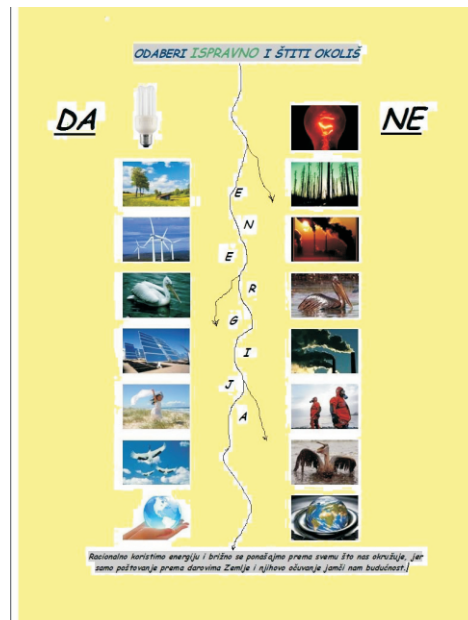 ODABERI ISPRAVNO I ŠTITI OKOLIŠ
DA
NE
E
N
E
R
G
I
J
A
Racionalno koristimo energiju i brižno se ponašajmo prema svemu što nas okružuje, jer
samo poštovanje prema darovima Zemlje i njihovo očuvanje jamči nam budućnost.